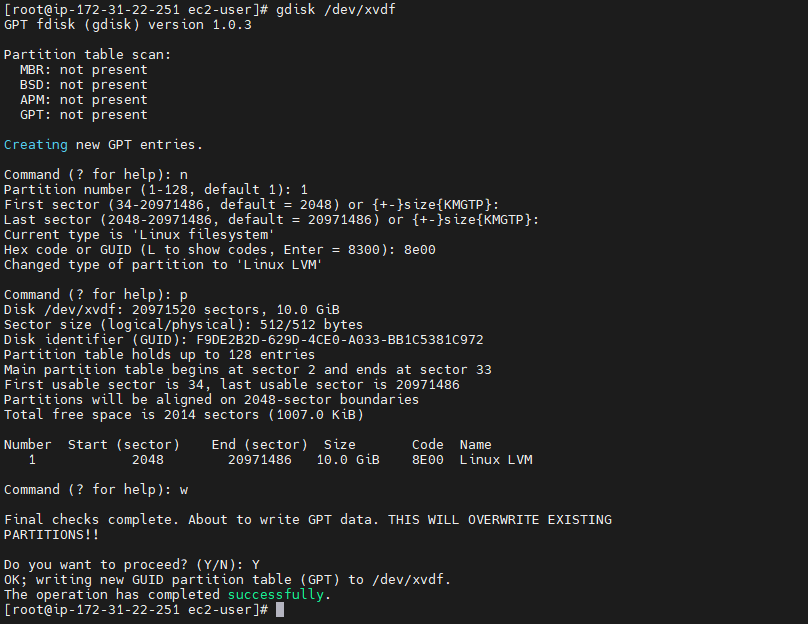 [root@ip-172-31-22-251 ec2-user]# gdisk /dev/xvdf
GPT fdisk (gdisk) version 1.0.3
Partition table scan:
  MBR: not present
  BSD: not present
  APM: not present
  GPT: not present
Creating new GPT entries.
Command (? for help): n
Partition number (1-128, default 1): 1
First sector (34-20971486, default = 2048) or {+-}size{KMGTP}:
Last sector (2048-20971486, default = 20971486) or {+-}size{KMGTP}:
Current type is 'Linux filesystem'
Hex code or GUID (L to show codes, Enter = 8300): 8e00
Changed type of partition to 'Linux LVM'
Command (? for help): p
Disk /dev/xvdf: 20971520 sectors, 10.0 GiB
Sector size (logical/physical): 512/512 bytes
Disk identifier (GUID): F9DE2B2D-629D-4CE0-A033-BB1C5381C972
Partition table holds up to 128 entries
Main partition table begins at sector 2 and ends at sector 33
First usable sector is 34, last usable sector is 20971486
Partitions will be aligned on 2048-sector boundaries
Total free space is 2014 sectors (1007.0 KiB)
Number  Start (sector)    End (sector)  Size       Code  Name
   1            2048        20971486   10.0 GiB    8E00  Linux LVM
Command (? for help): w
Final checks complete. About to write GPT data. THIS WILL OVERWRITE EXISTING
PARTITIONS!!
Do you want to proceed? (Y/N): Y
OK; writing new GUID partition table (GPT) to /dev/xvdf.
The operation has completed successfully.
[root@ip-172-31-22-251 ec2-user]#